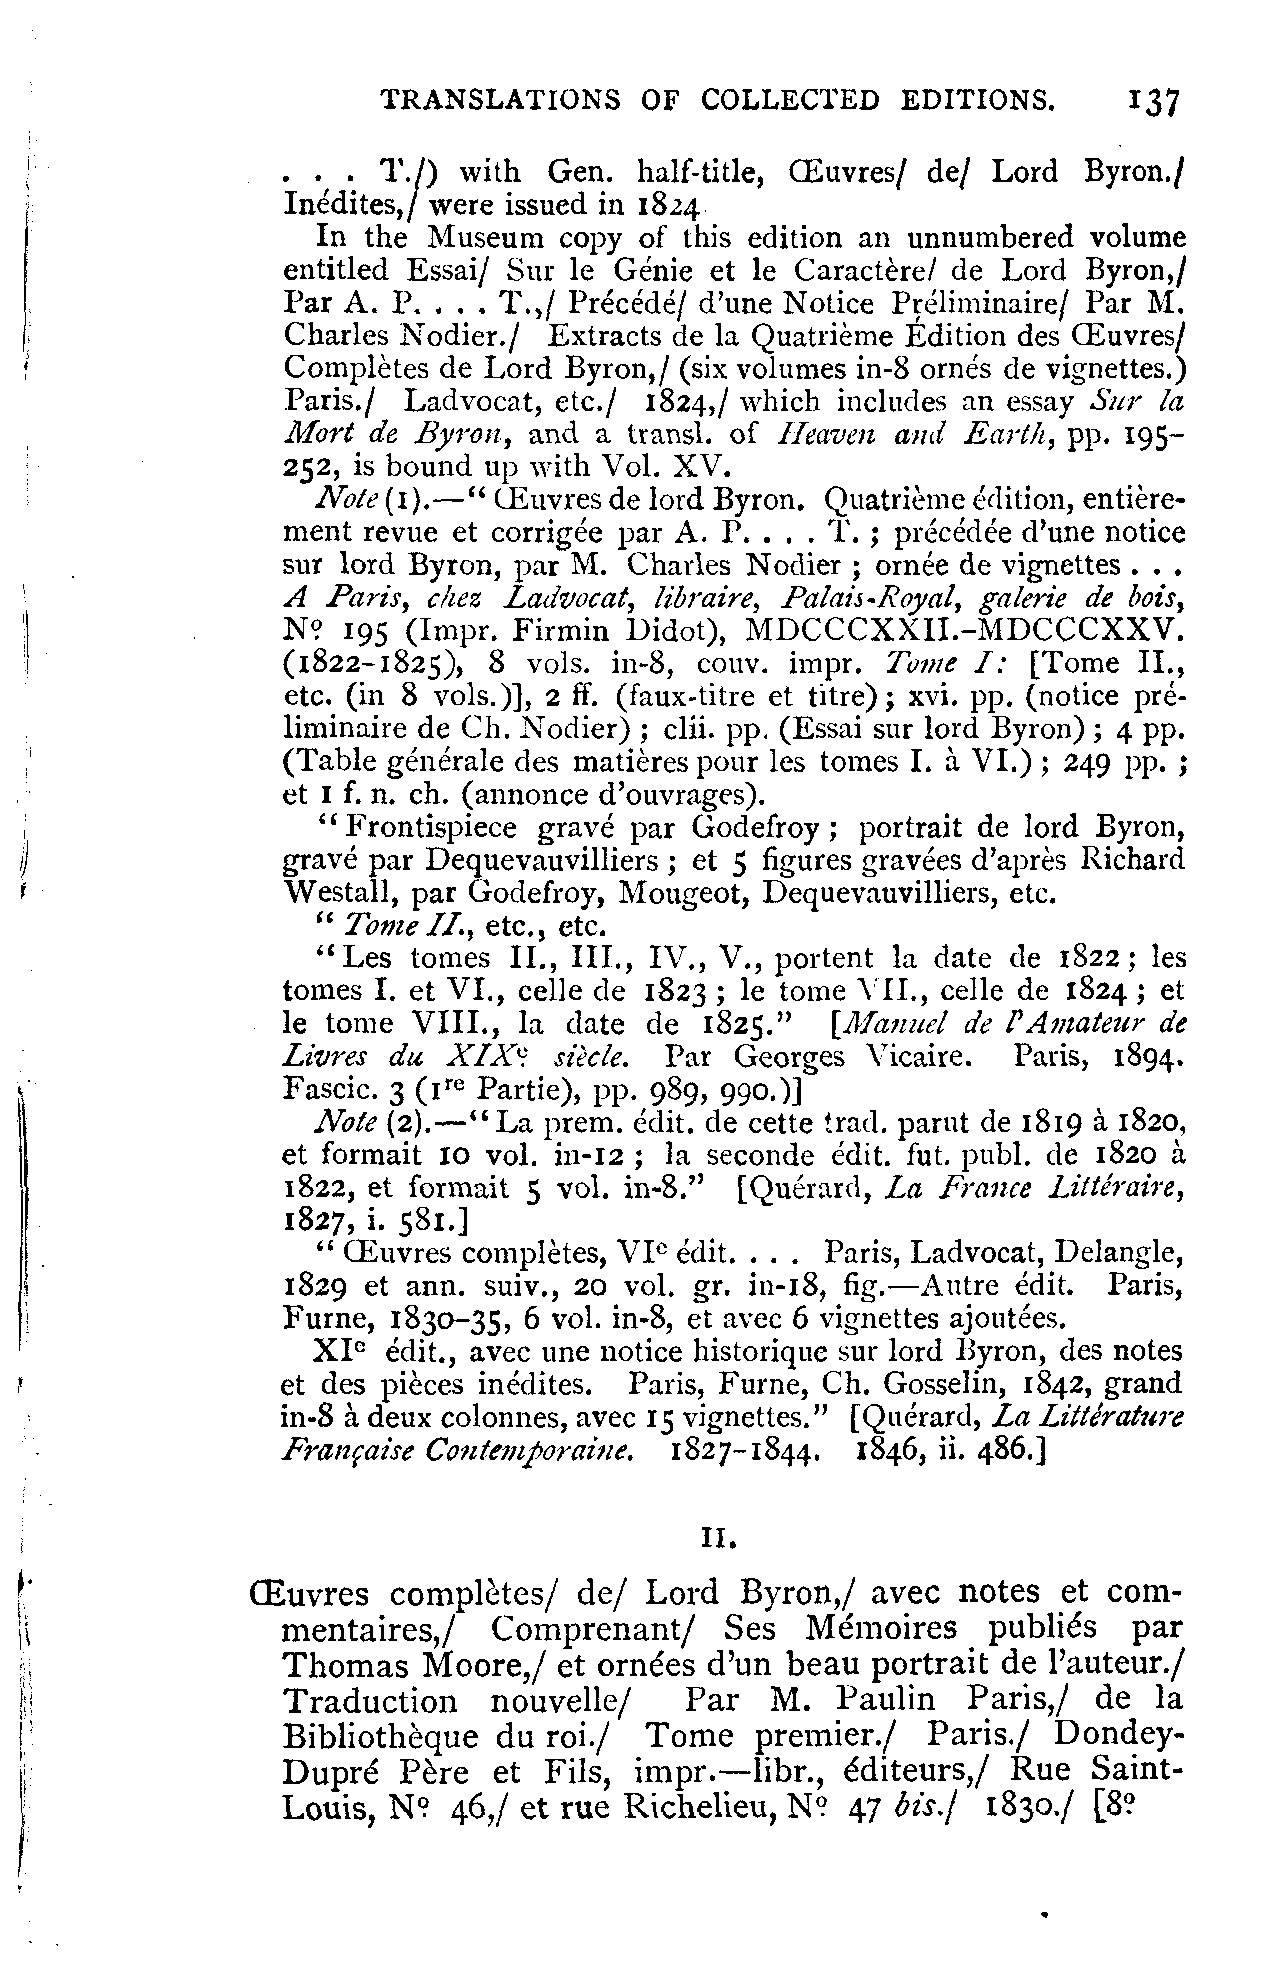 TRANSLATIONS OF COLLECTED EDITIONS. 137
. . . T./) with Gen. half-title, Œuvres/ de/ Lord Byron./
Inédites,/ were issued in 1824
In the Museum copy of this edition an unnumbered volume
entitled Essai/ Sur le Génie et le Caractère/ de Lord Byron,/
Par A. P. . . . T.,/ Précédé/ d'une Notice Préliminaire/ Par M.
Charles Nodier./ Extracts de la Quatrième Édition des Œuvres/
Complètes de Lord Byron,/ (six volumes in-8 ornés de vignettes.)
Paris./ Ladvocat, etc./ 1824,/ which includes an essay Sur la
Mort de Byron, and a transl. of Heaven and Earth, pp. 195–
252, is bound up with Vol. XV.
Note (1).—“ Œuvres de lord Byron. Quatrième édition, entière-
ment revue et corrigée par A. P. . . . T. ; précédée d'une notice
sur lord Byron, par M. Charles Nodier ; ornée de vignettes . . .
A Paris, chez Ladvocat, libraire, Palais-Royal, galerie de bois,
Nº 195 (Impr. Firmin Didot), MDCCCXXII.–MDCCCXXV.
(1822–1825), 8 vols. in-8, couv. impr. Tome I: [Tome II.,
etc. (in 8 vols.)], 2 ff. (faux-titre et titre) ; xvi. pp. (notice pré-
liminaire de Ch. Nodier) ; clii. pp. (Essai sur lord Byron) ; 4 pp.
(Table générale des matières pour les tomes I. à VI.) ; 249 pp. ;
et 1 f. n. ch. (annonce d'ouvrages).
“ Frontispiece gravé par Godefroy ; portrait de lord Byron,
gravé par Dequevauvilliers ; et 5 figures gravées d'après Richard
Westall, par Godefroy, Mougeot, Dequevauvilliers, etc.
“ Tome II., etc., etc.
“ Les tomes II., III., IV., V., portent la date de 1822 ; les
tomes I. et VI., celle de 1823 ; le tome VII., celle de 1824 ; et
le tome VIII., la date de 1825.” [Manuel de l'Amateur de
Livres du XIXe siècle. Par Georges Vicaire. Paris, 1894.
Fascic. 3 (1re Partie), pp. 989, 990.)]
Note (2).—“ La prem. édit. de cette trad. parut de 1819 à 1820,
et formait 10 vol. in-12 ; la seconde édit. fut. publ. de 1820 à
1822, et formait 5 vol. in-8.” [Quérard, La France Littéraire,
1827, i. 581.]
“ Œuvres complètes, VIe édit. . . . Paris, Ladvocat, Delangle,
1829 et ann. suiv., 20 vol. gr. in-18, fig.—Autre édit. Paris,
Furne, 1830–35, 6 vol. in-8, et avec 6 vignettes ajoutées.
XIe édit., avec une notice historique sur lord Byron, des notes
et des pièces inédites. Paris, Furne, Ch. Gosselin, 1842, grand
in-8 à deux colonnes, avec 15 vignettes.” [Quérard, La Littérature
Française Contemporaine. 1827–1844. 1846, ii. 486.]
II.
Œuvres complètes/ de/ Lord Byron,/ avec notes et com-
mentaires,/ Comprenant/ Ses Mémoires publiés par
Thomas Moore,/ et ornées d'un beau portrait de l'auteur./
Traduction nouvelle/ Par M. Paulin Paris,/ de la
Bibliothèque du roi./ Tome premier./ Paris./ Dondey-
Dupré Père et Fils, impr.—libr., éditeurs,/ Rue Saint-
Louis, Nº 46,/ et rue Richelieu, Nº 47 bis./ 1830./ [8º